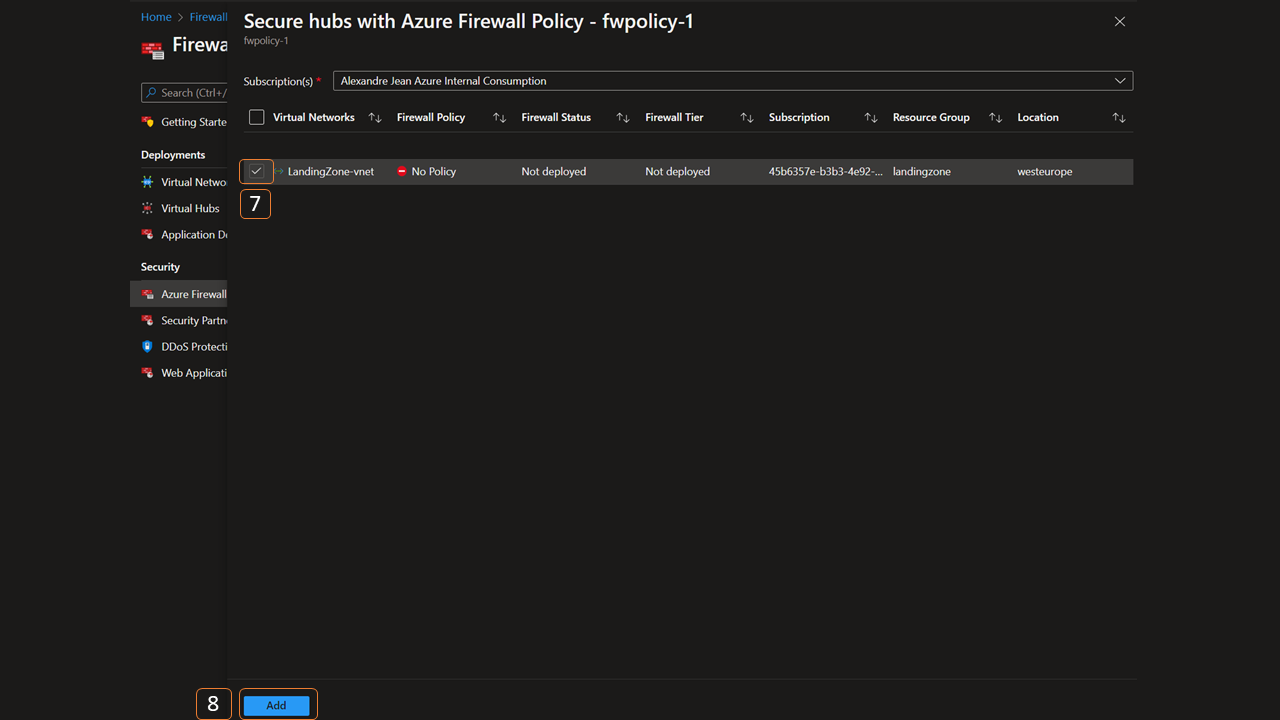 Home > Firewall
Firewa
Search (Ctrl+/
Getting Starte
Deployments
Virtual Netwo
Virtual Hubs
Application De
Security
Azure Firewall
Security Partne
DDoS Protecti
Web Applicati
Secure hubs with Azure Firewall Policy - fwpolicy-1
fwpolicy-1
Subscription(s) * Alexandre Jean Azure Internal Consumption
Virtual Networks Firewall Policy Firewall Status Firewall Tier Subscription Resource Group Location
LandingZone-vnet No Policy Not deployed Not deployed 45b6357e-b3b3-4e92-... landingzone westeurope
7
8 Add